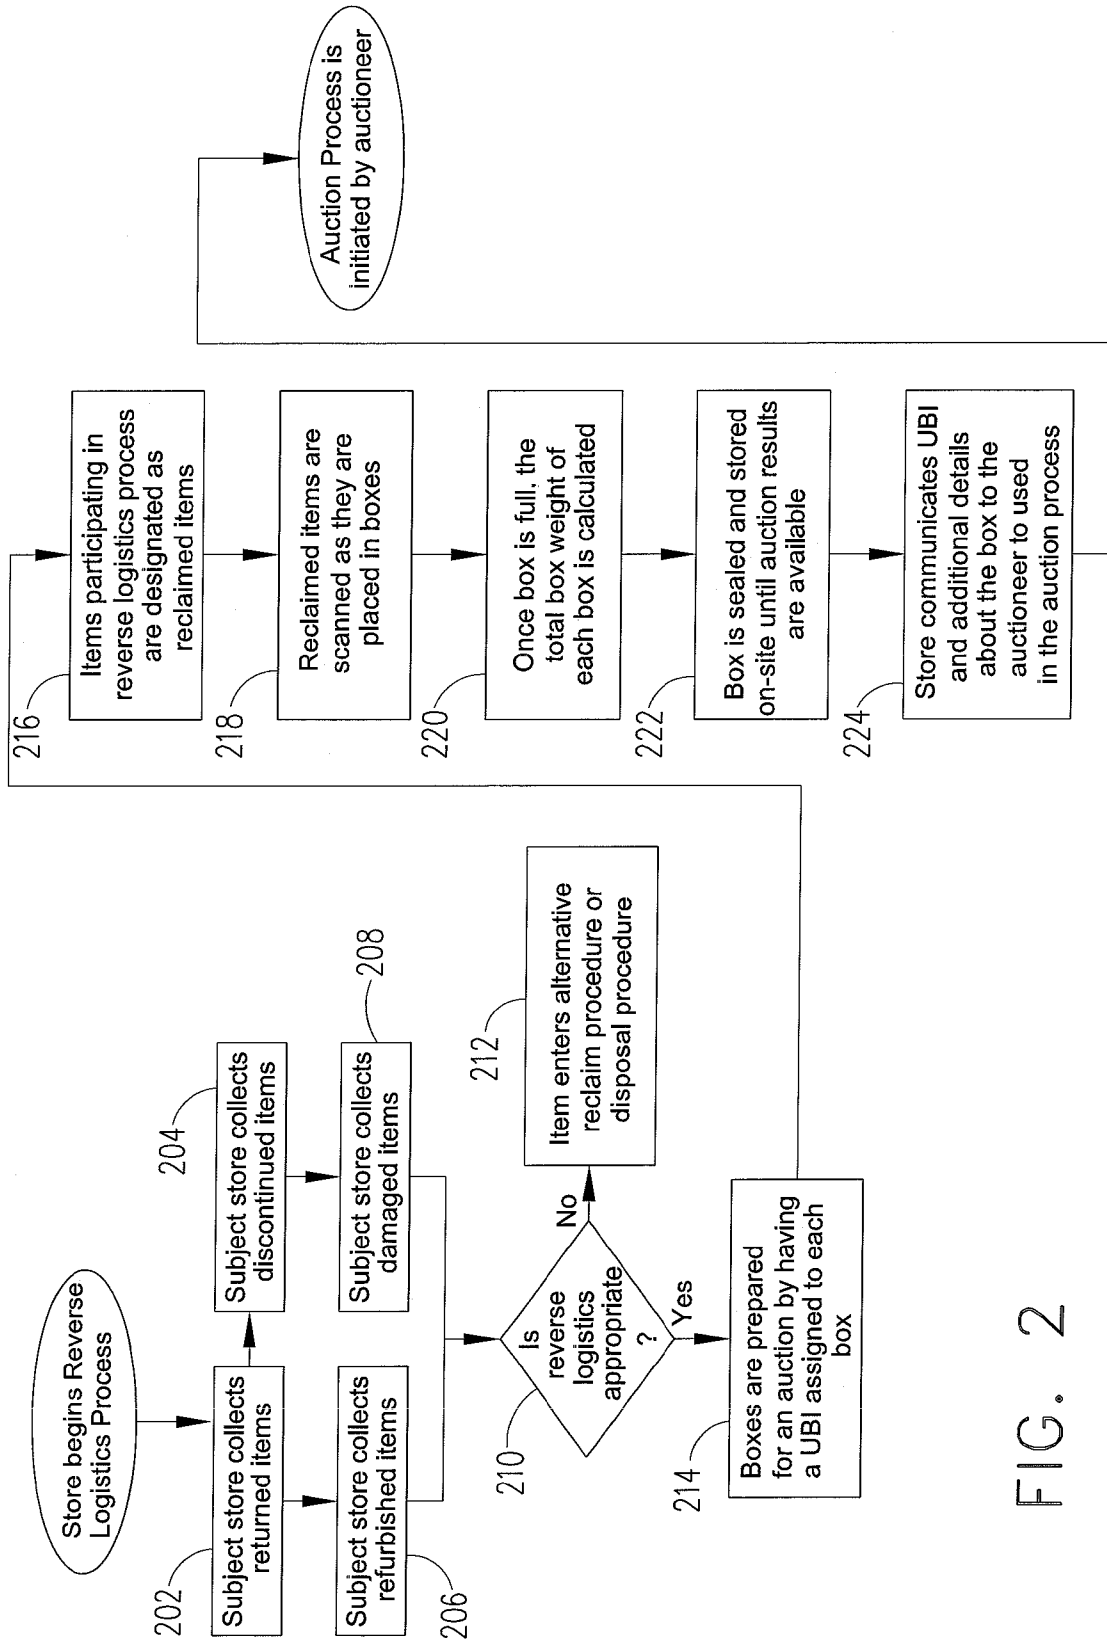 Store begins Reverse
Logistics Process
202
Subject store collects
returned items
204
Subject store collects
discontinued items
206
Subject store collects
refurbished items
208
Subject store collects
damaged items
210
Is
reverse
logistics
appropriate
?
No
212
Item enters alternative
reclaim procedure or
disposal procedure
Yes
214
Boxes are prepared
for an auction by having
a UBI assigned to each
box
216
Items participating in
reverse logistics process
are designated as
reclaimed items
218
Reclaimed items are
scanned as they are
placed in boxes
220
Once box is full, the
total box weight of
each box is calculated
222
Box is sealed and stored
on-site until auction results
are available
224
Store communicates UBI
and additional details
about the box to the
auctioneer to used
in the auction process
Auction Process is
initiated by auctioneer
FIG. 2